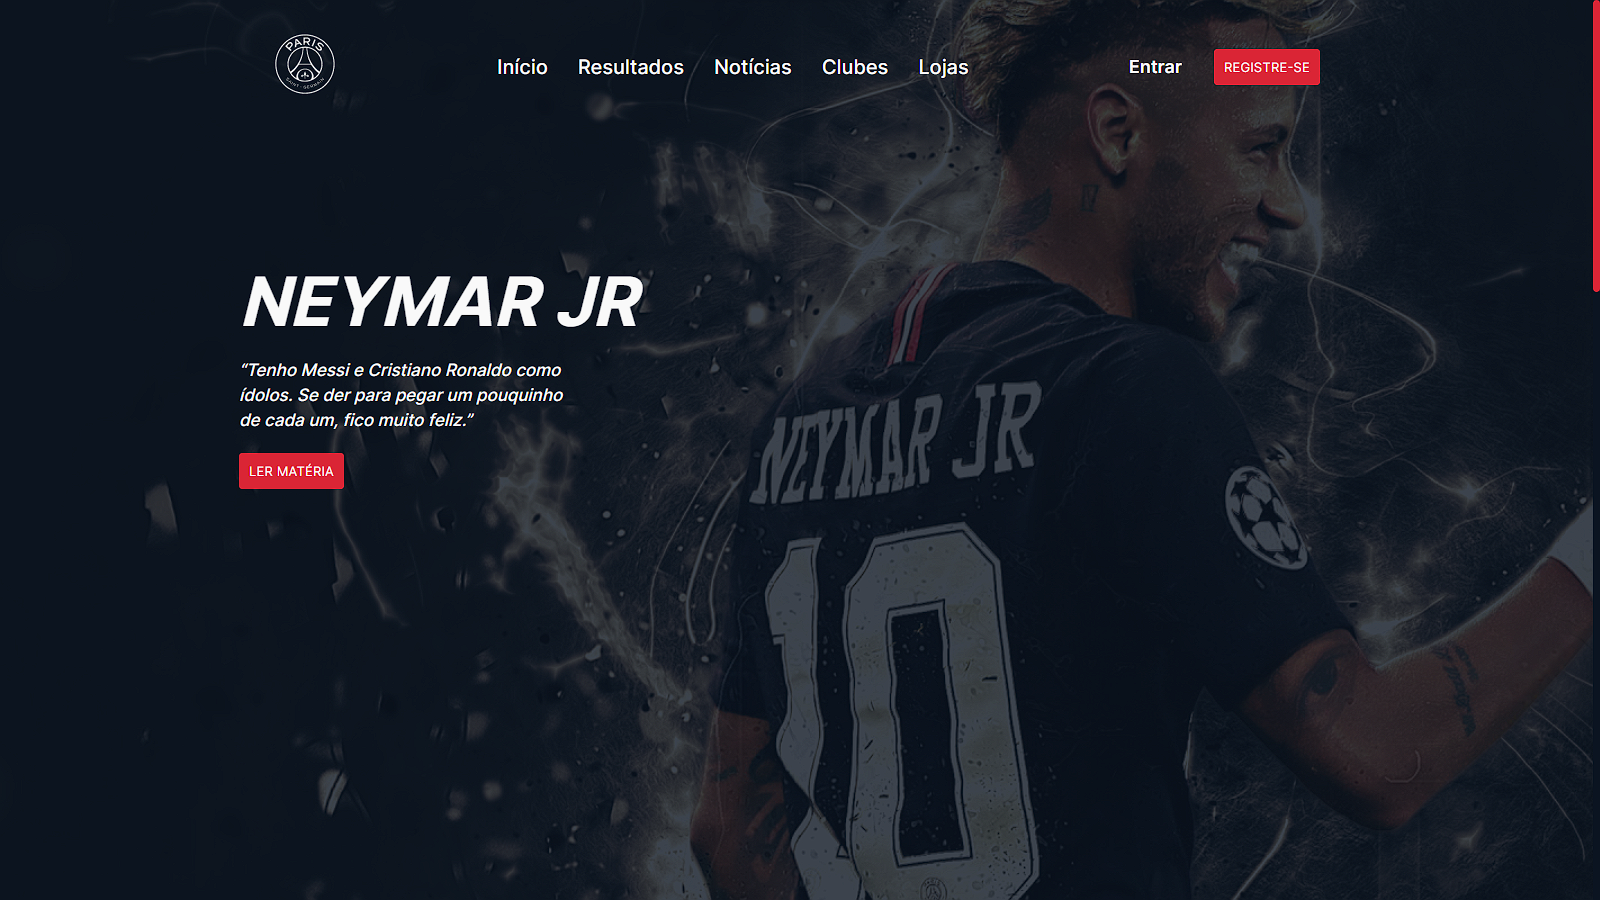 PARIS
SAINT-GERMAIN
Início Resultados Notícias Clubes Lojas Entrar REGISTRE-SE
NEYMAR JR
“Tenho Messi e Cristiano Ronaldo como
ídolos. Se der para pegar um pouquinho
de cada um, fico muito feliz.”
LER MATÉRIA
NEYMAR JR
10